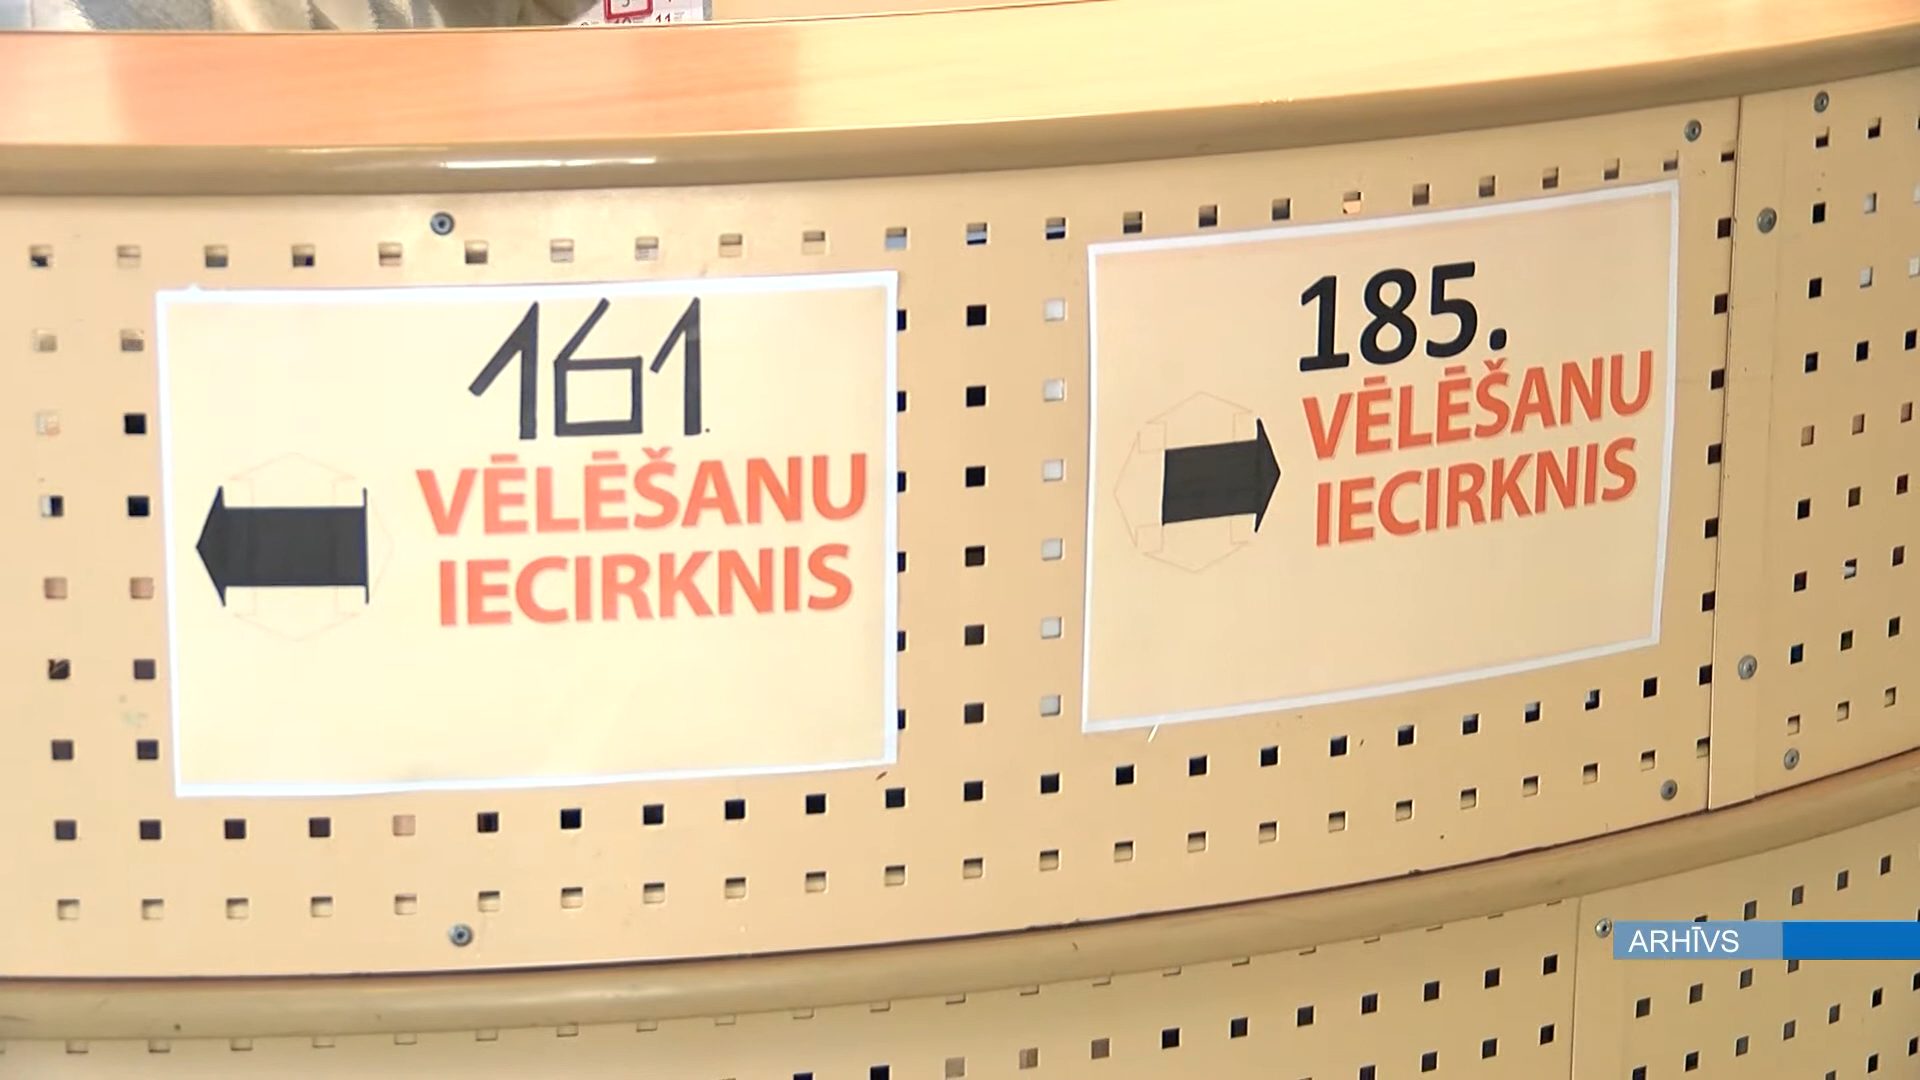 161.
VĒLĒŠANU
IECIRKNIS
185.
VĒLĒŠANU
IECIRKNIS
ARHĪVS